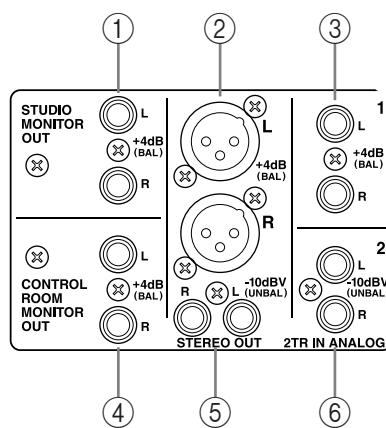 ① ② ③
STUDIO
MONITOR
OUT
L
+4dB
(BAL)
R
L
+4dB
(BAL)
R
1
L
+4dB
(BAL)
R
CONTROL
ROOM
MONITOR
OUT
L
+4dB
(BAL)
R
R
L
-10dBV
(UNBAL)
STEREO OUT
2
L
-10dBV
(UNBAL
R
2TR IN ANALOG
④ ⑤ ⑥